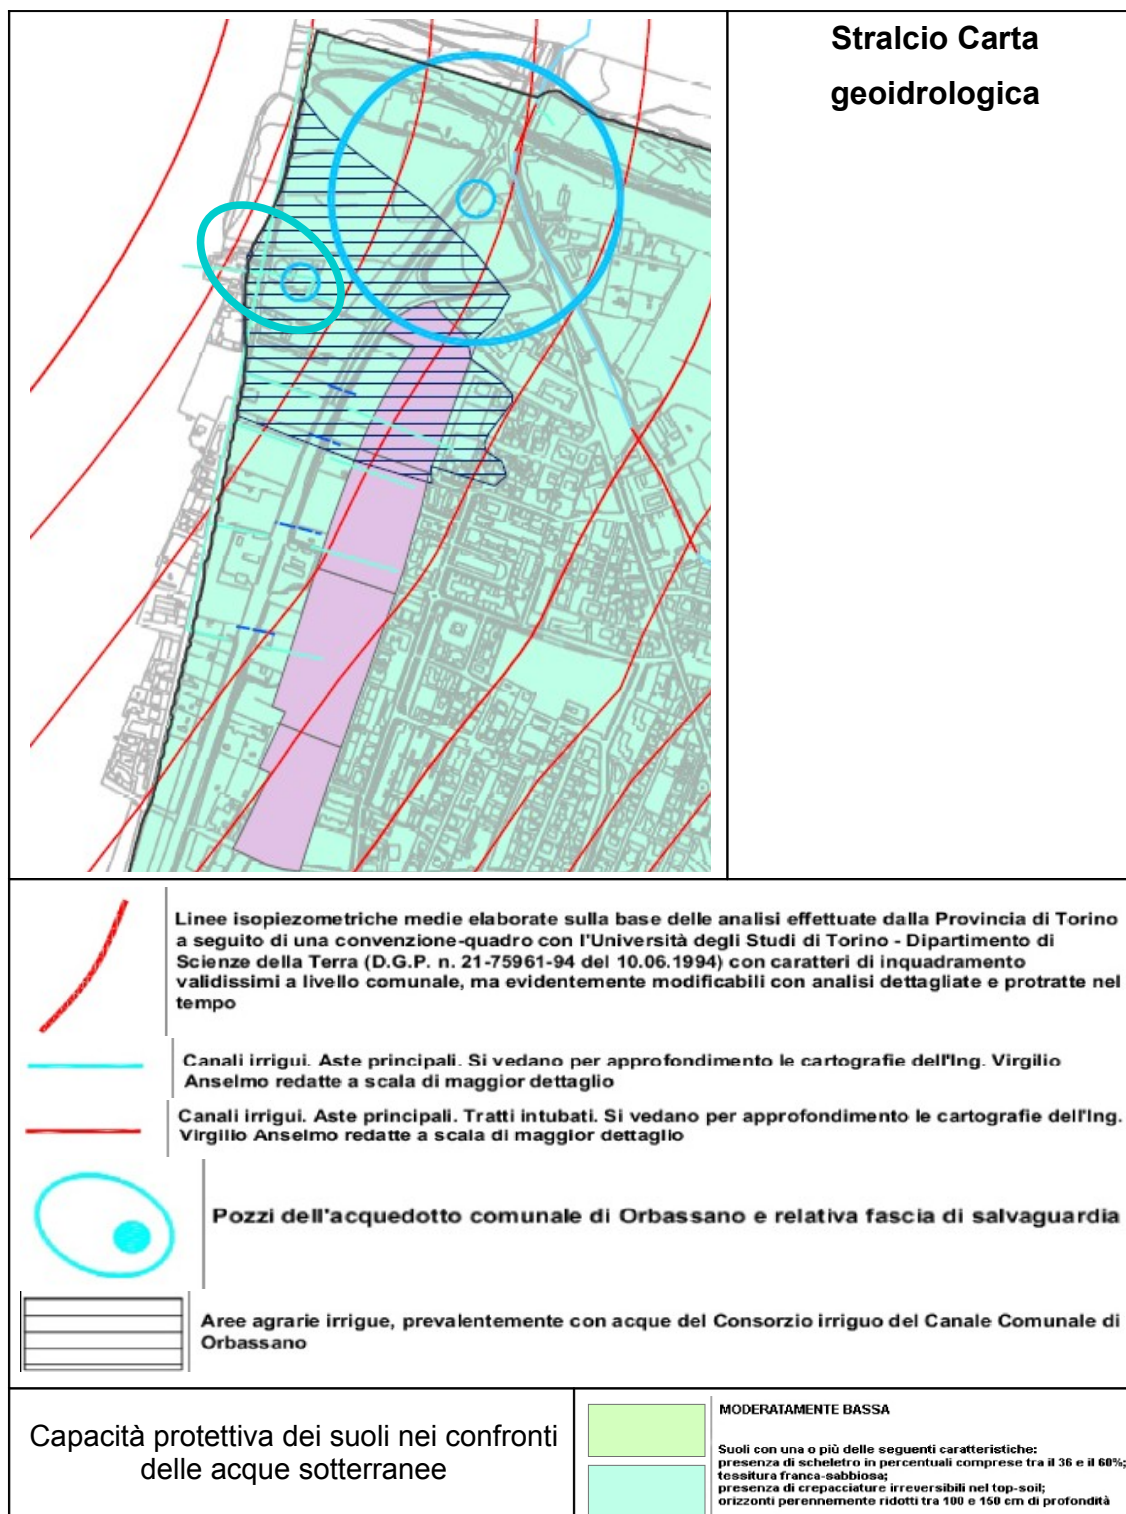 Stralcio Carta
geoidrologica
Linee isopiezometriche medie elaborate sulla base delle analisi effettuate dalla Provincia di Torino
a seguito di una convenzione-quadro con l'Università degli Studi di Torino - Dipartimento di
Scienze della Terra (D.G.P. n. 21-75961-94 del 10.06.1994) con caratteri di inquadramento
validissimi a livello comunale, ma evidentemente modificabili con analisi dettagliate e protratte nel
tempo
Canali irrigui. Aste principali. Si vedano per approfondimento le cartografie dell'Ing. Virgilio
Anselmo redatte a scala di maggior dettaglio
Canali irrigui. Aste principali. Tratti intubati. Si vedano per approfondimento le cartografie dell'Ing.
Virgilio Anselmo redatte a scala di maggior dettaglio
Pozzi dell'acquedotto comunale di Orbassano e relativa fascia di salvaguardia
Aree agrarie irrigue, prevalentemente con acque del Consorzio irriguo del Canale Comunale di
Orbassano
Capacità protettiva dei suoli nei confronti
delle acque sotterranee
MODERATAMENTE BASSA
Suoli con una o più delle seguenti caratteristiche:
presenza di scheletro in percentuali comprese tra il 36 e il 60%;
tessitura franca-sabbiosa;
presenza di crepacciature irreversibili nel top-soil;
orizzonti perennemente ridotti tra 100 e 150 cm di profondità